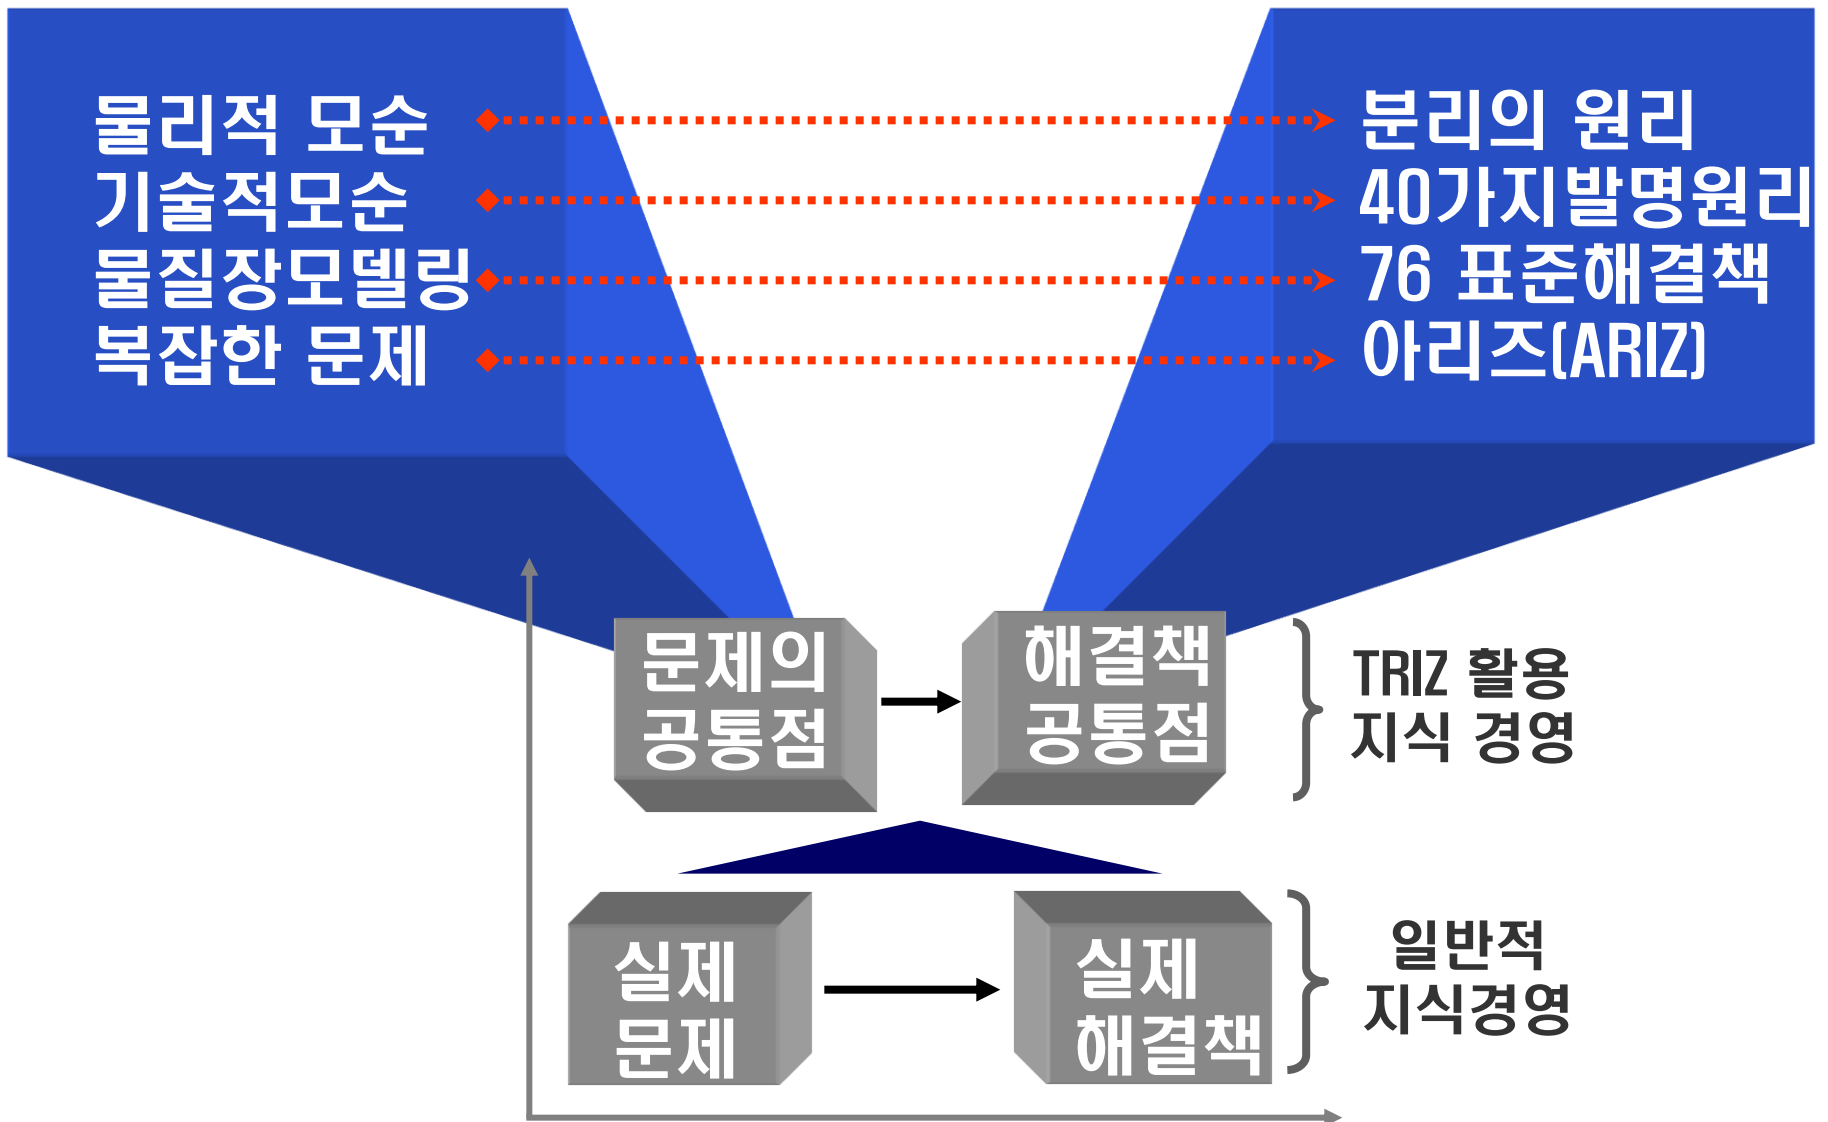 물리적 모순
기술적모순
물질장모델링
복잡한 문제
분리의 원리
40가지발명원리
76 표준해결책
아리즈(ARIZ)
문제의
공통점
해결책
공통점
TRIZ 활용
지식 경영
실제
문제
실제
해결책
일반적
지식경영